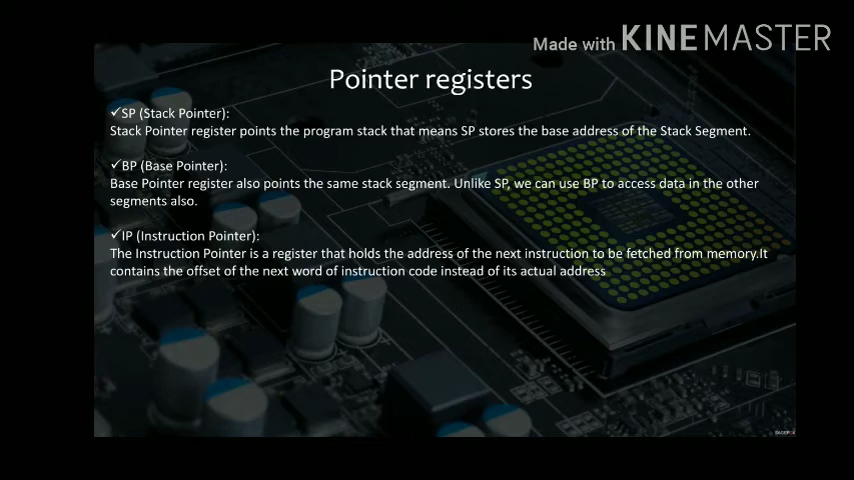 Made with KINEMASTER
Pointer registers
✓SP (Stack Pointer):
Stack Pointer register points the program stack that means SP stores the base address of the Stack Segment.
✓BP (Base Pointer):
Base Pointer register also points the same stack segment. Unlike SP, we can use BP to access data in the other
segments also.
✓IP (Instruction Pointer):
The Instruction Pointer is a register that holds the address of the next instruction to be fetched from memory.It
contains the offset of the next word of instruction code instead of its actual address